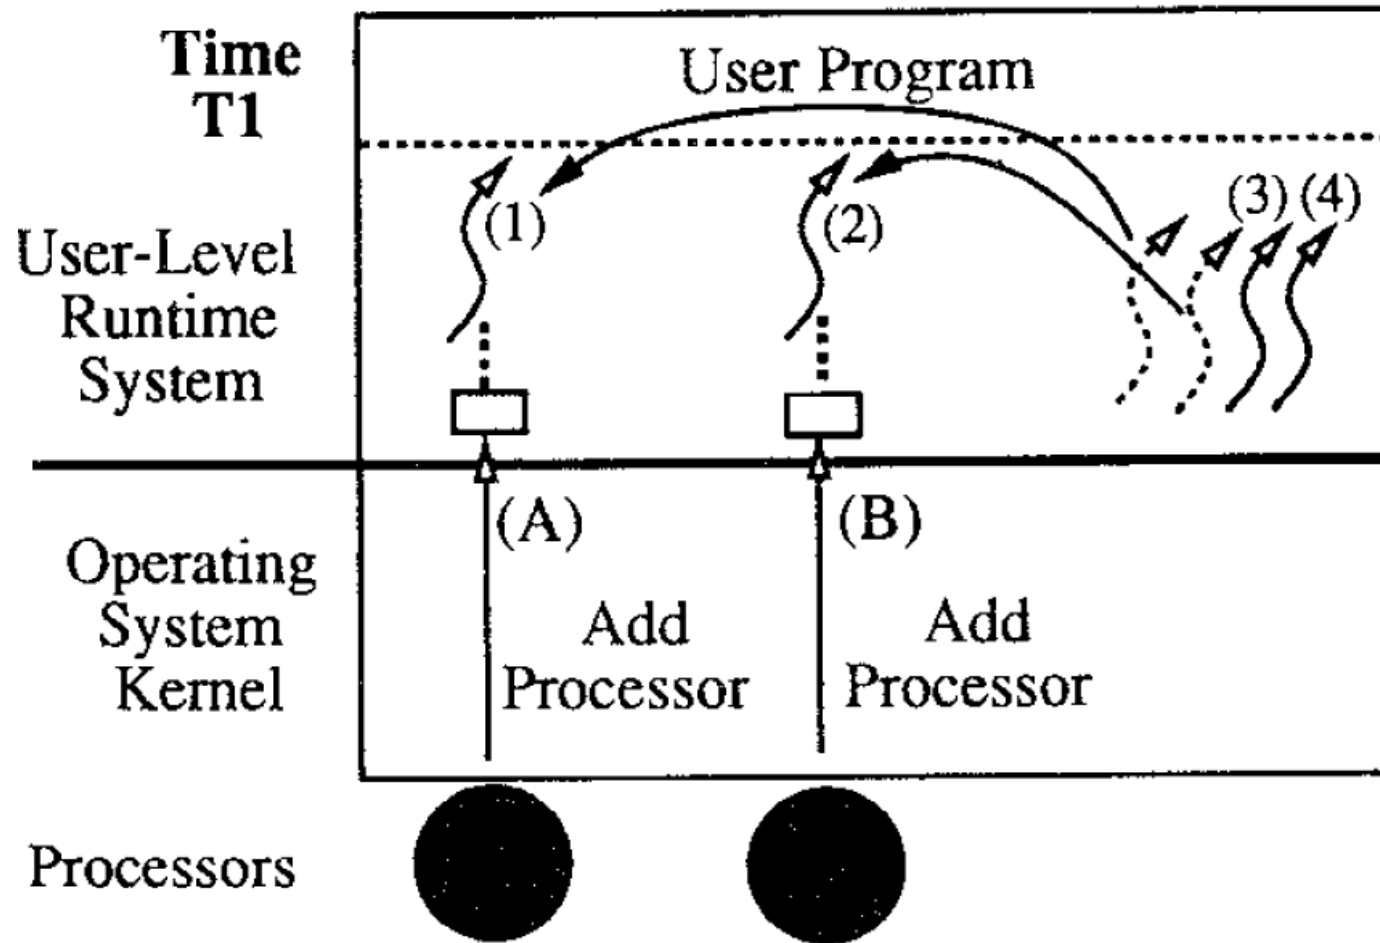 Time
T1
User Program
(1)
(2)
(3) (4)
User-Level
Runtime
System
(A)
(B)
Operating
System
Kernel
Add
Processor
Add
Processor
Processors